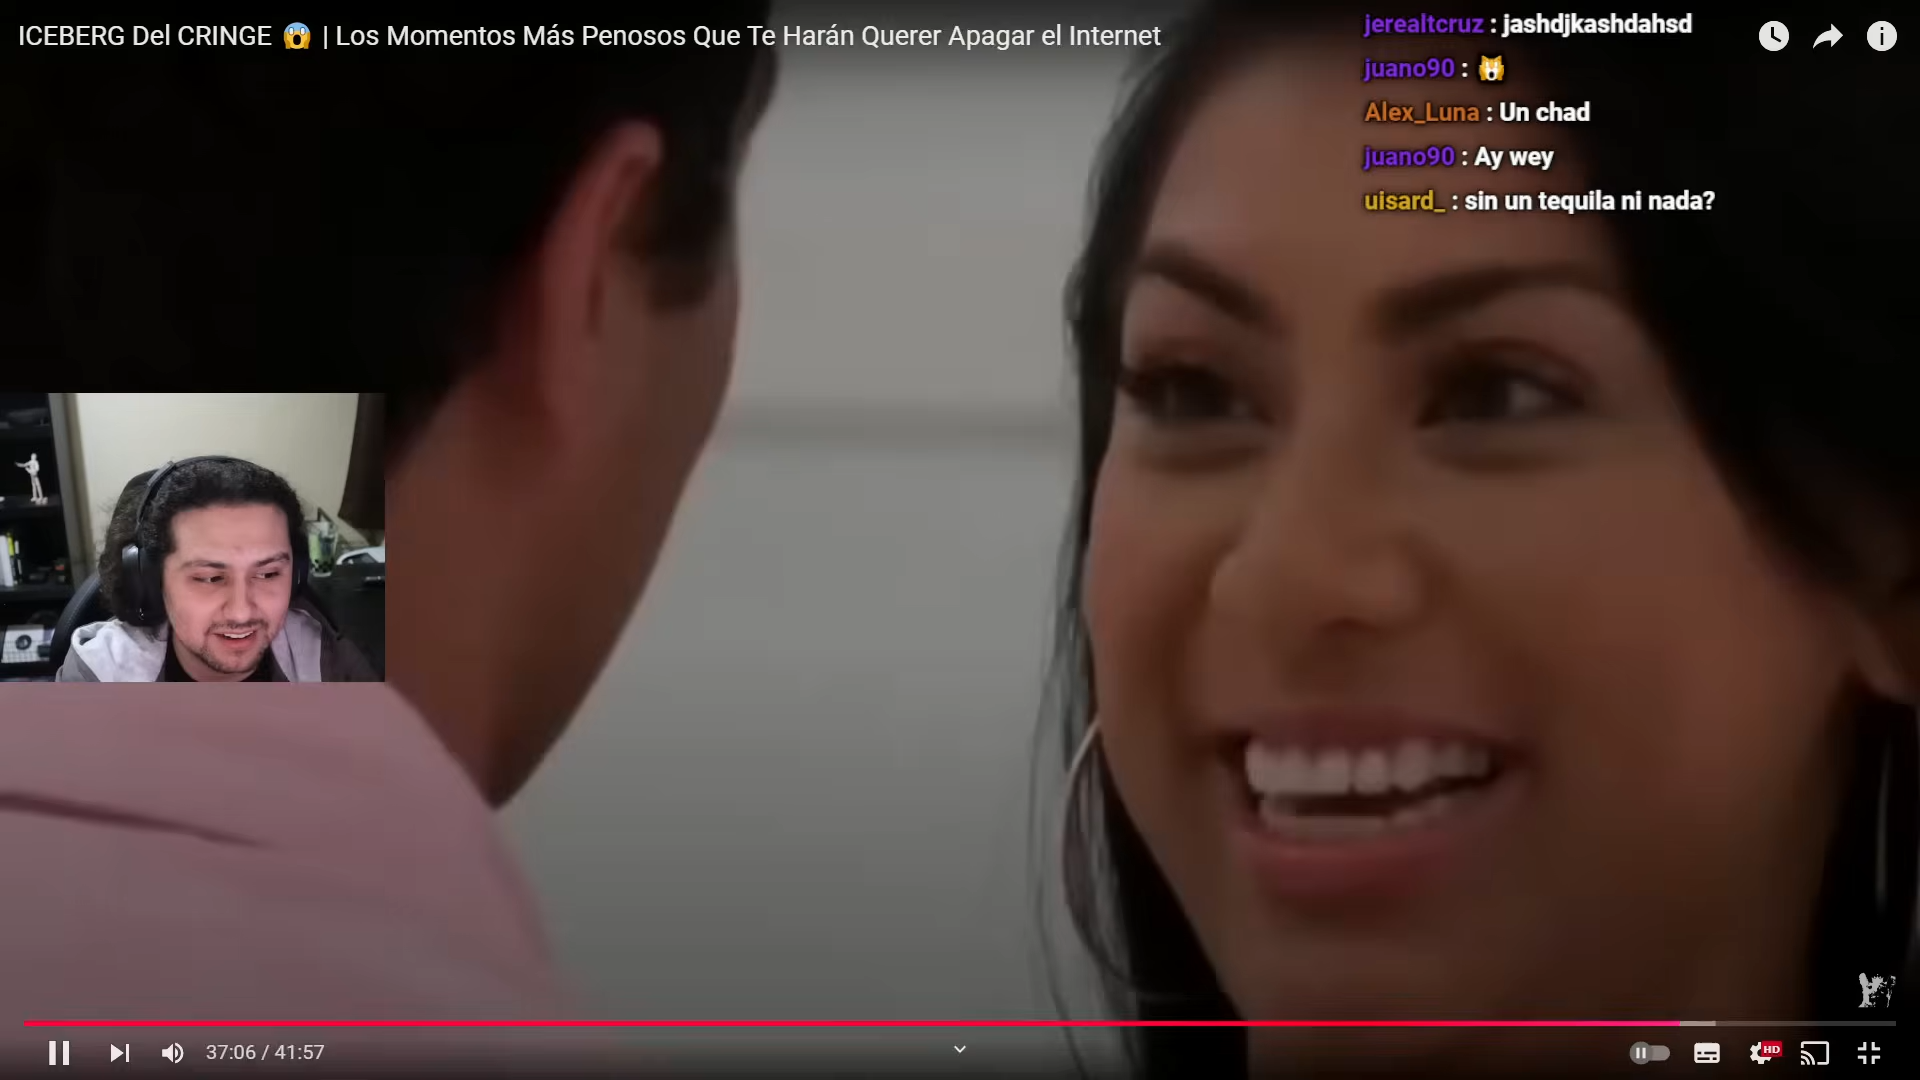 ICEBERG Del CRINGE 😱 | Los Momentos Más Penosos Que Te Harán Querer Apagar el Internet
jerealtcruz : jashdjkashdahsd
juano90 : 🙀
Alex_Luna : Un chad
juano90 : Ay wey
uisard_ : sin un tequila ni nada?
37:06 / 41:57
HD